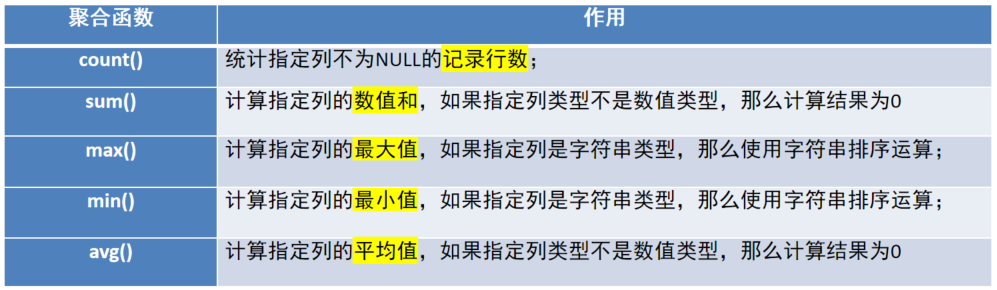 聚合函数 作用
count() 统计指定列不为NULL的记录行数；
sum() 计算指定列的数值和，如果指定列类型不是数值类型，那么计算结果为0
max() 计算指定列的最大值，如果指定列是字符串类型，那么使用字符串排序运算；
min() 计算指定列的最小值，如果指定列是字符串类型，那么使用字符串排序运算；
avg() 计算指定列的平均值，如果指定列类型不是数值类型，那么计算结果为0